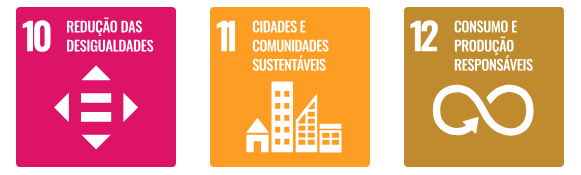 10 REDUÇÃO DAS
DESIGUALDADES
11 CIDADES E
COMUNIDADES
SUSTENTÁVEIS
12 CONSUMO E
PRODUÇÃO
RESPONSÁVEIS